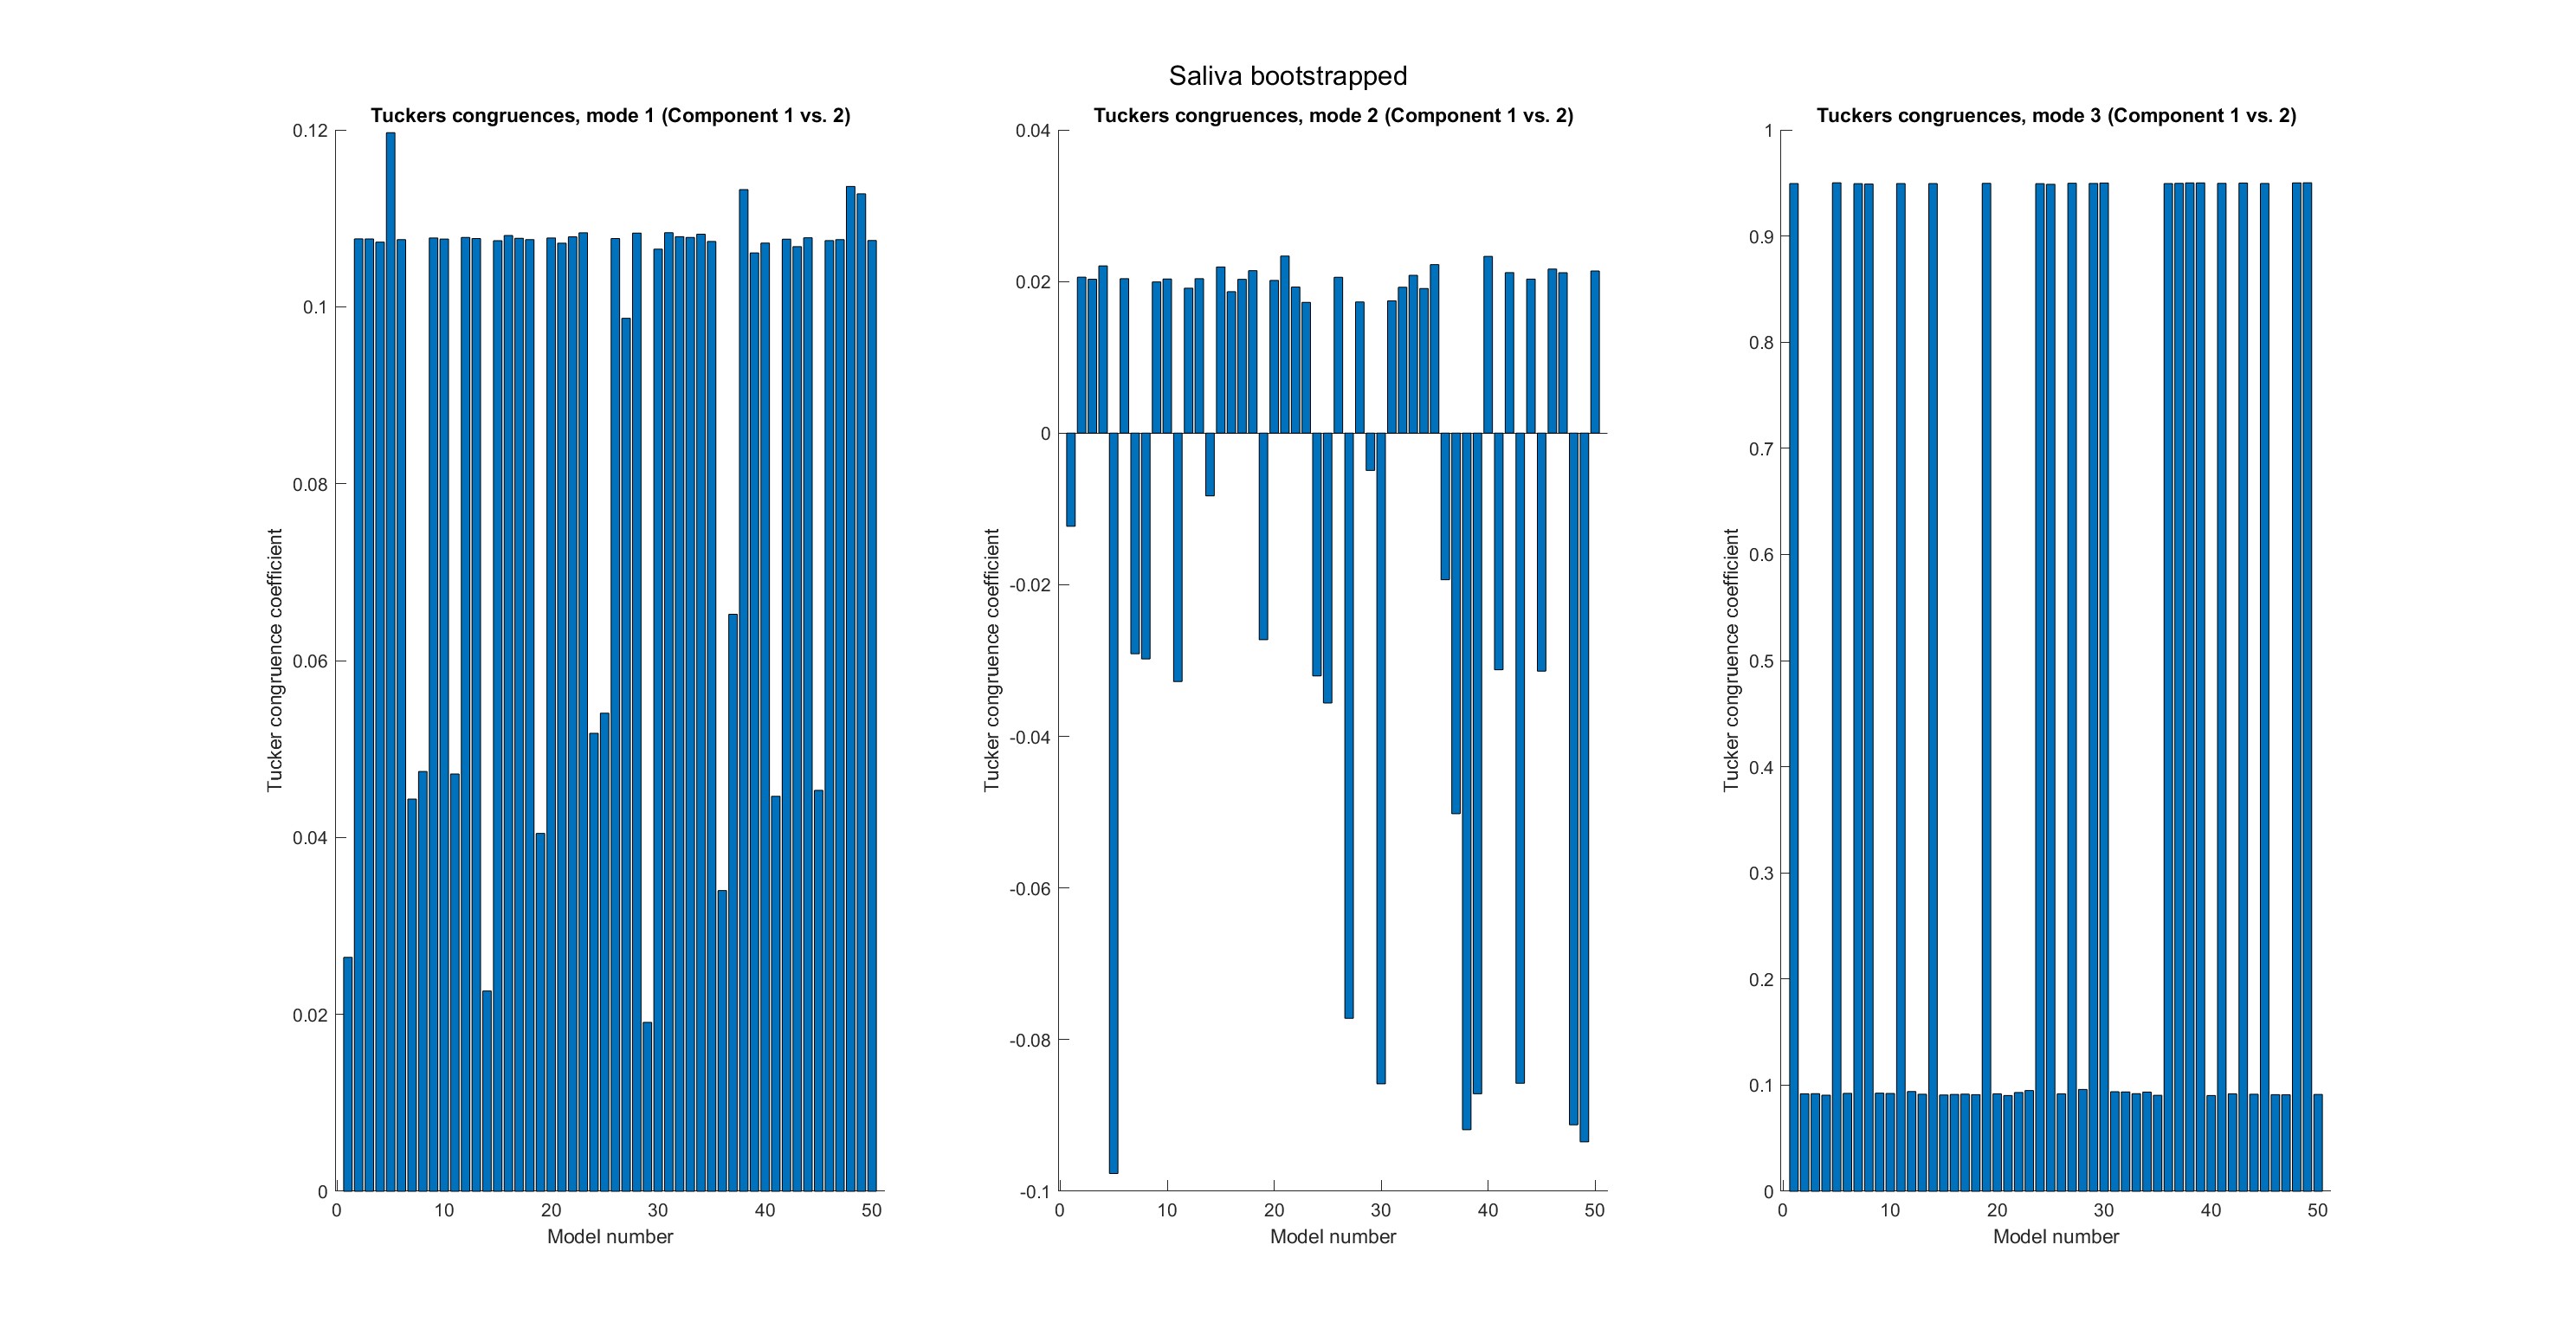 Saliva bootstrapped
Tuckers congruences, mode 1 (Component 1 vs. 2)
0.12
0.1
0.08
0.06
0.04
0.02
0
Tucker congruence coefficient
0 10 20 30 40 50
Model number
Tuckers congruences, mode 2 (Component 1 vs. 2)
0.04
0.02
0
-0.02
-0.04
-0.06
-0.08
-0.1
Tucker congruence coefficient
0 10 20 30 40 50
Model number
Tuckers congruences, mode 3 (Component 1 vs. 2)
1
0.9
0.8
0.7
0.6
0.5
0.4
0.3
0.2
0.1
0
Tucker congruence coefficient
0 10 20 30 40 50
Model number